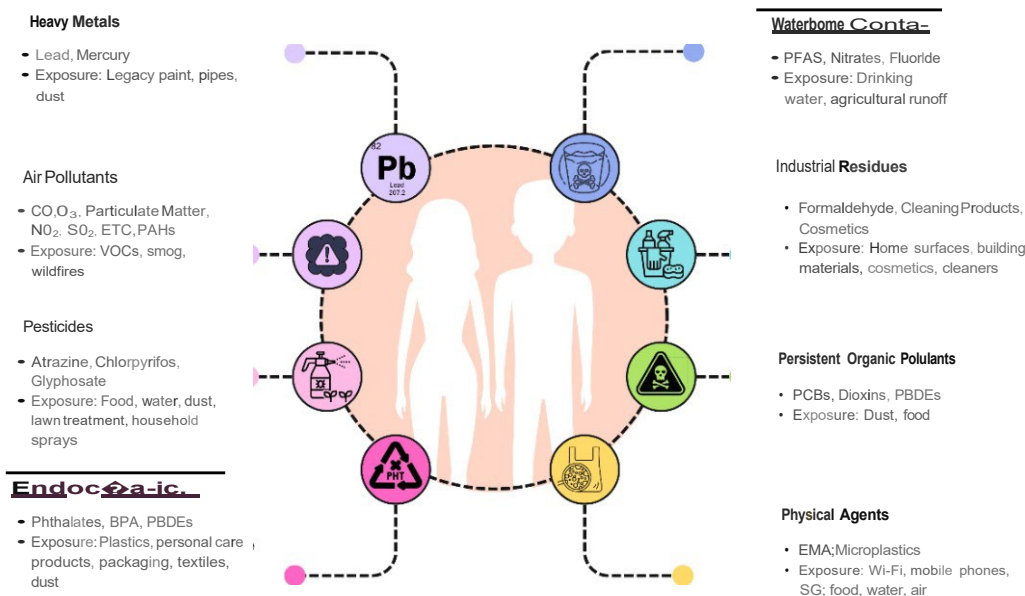 Heavy Metals
• Lead, Mercury
• Exposure: Legacy paint, pipes,
dust
Air Pollutants
• CO,O₃, Particulate Matter,
N0₂. S0₂. ETC, PAHs
• Exposure: VOCs, smog,
wildfires
Pesticides
• Atrazine, Chlorpyrifos,
Glyphosate
• Exposure: Food, water, dust,
lawn treatment, household
sprays
Endoc�a-ic.
• Phthalates, BPA, PBDEs
• Exposure: Plastics, personal care
products, packaging, textiles,
dust
82
Pb
Lead
207.2
PHT
Waterbome Conta-
• PFAS, Nitrates, Fluorlde
• Exposure: Drinking
water, agricultural runoff
Industrial Residues
• Formaldehyde, Cleaning Products,
Cosmetics
• Exposure: Home surfaces, building
materials, cosmetics, cleaners
Persistent Organic Polulants
• PCBs, Dioxins, PBDEs
• Exposure: Dust, food
Physical Agents
• EMA;Microplastics
• Exposure: Wi-Fi, mobile phones,
SG; food, water, air